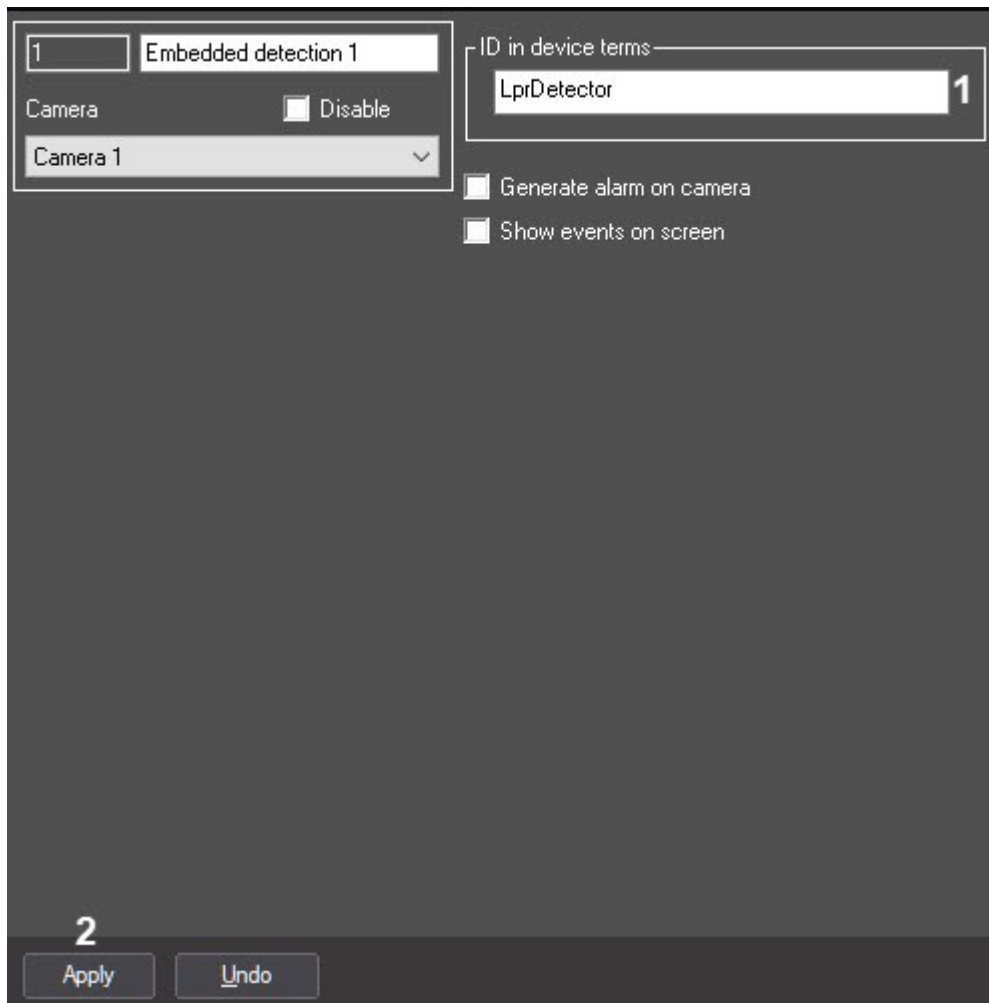 1
Embedded detection 1
Camera
Disable
Camera 1
ID in device terms
LprDetector
1
Generate alarm on camera
Show events on screen
2
Apply
Undo